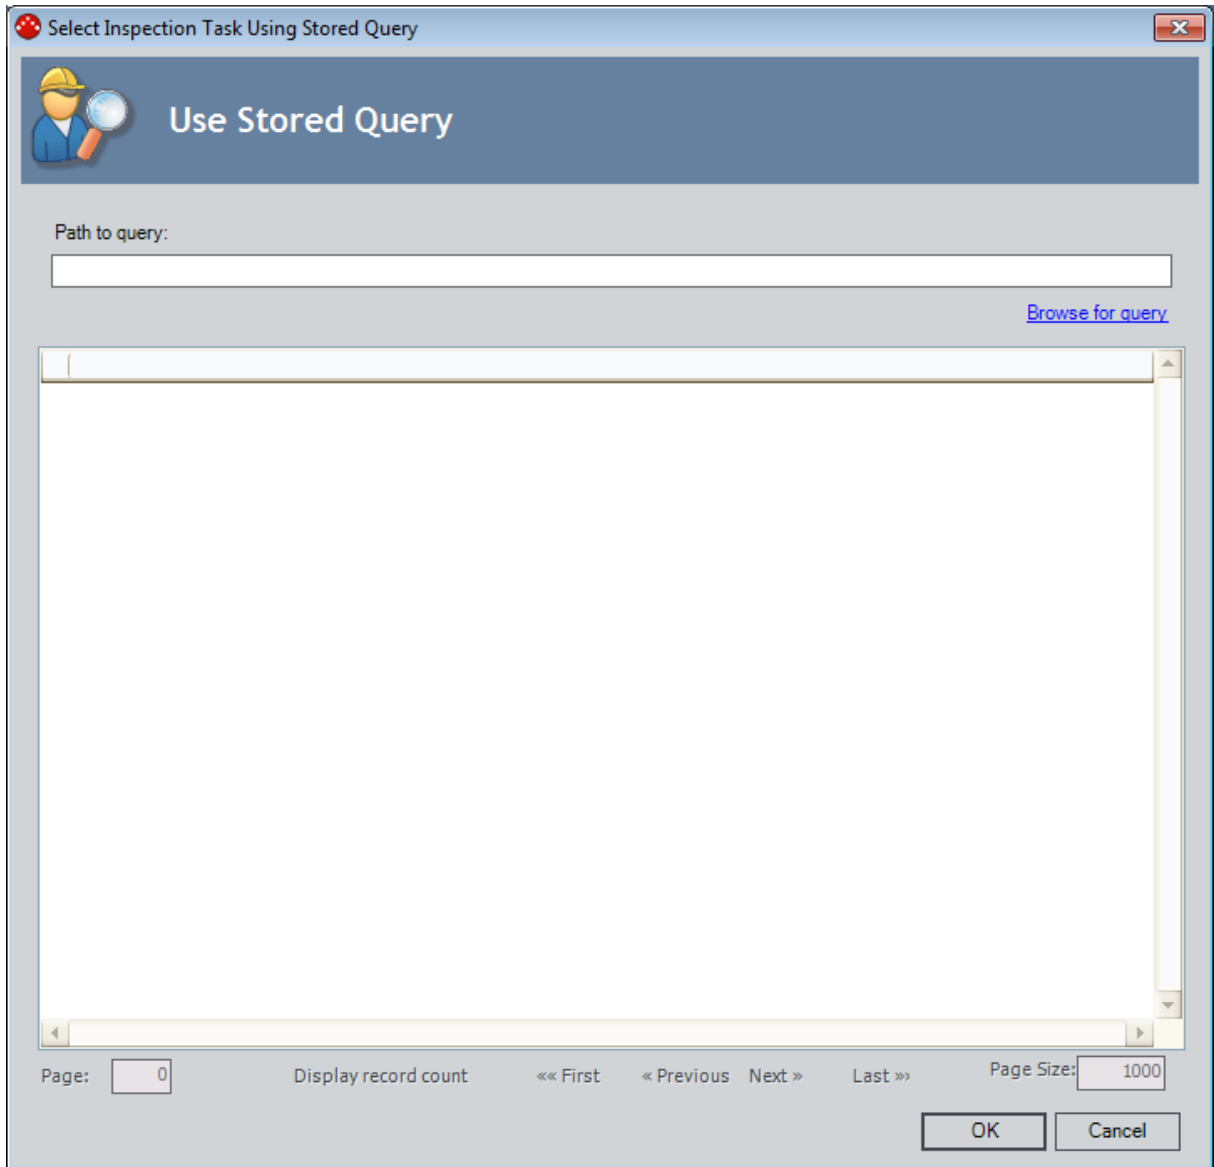 Select Inspection Task Using Stored Query
Use Stored Query
Path to query:
Browse for query
Page: 0 Display record count «« First « Previous Next » Last »» Page Size: 1000
OK Cancel